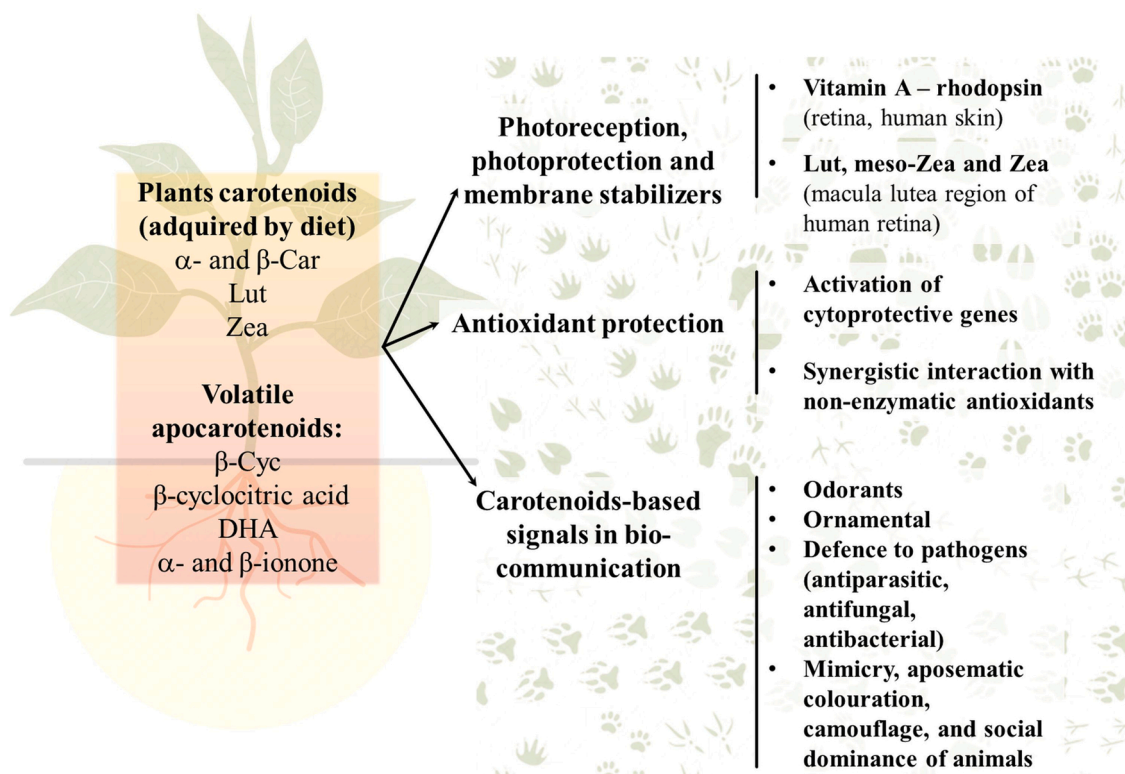 Plants carotenoids
(adquired by diet)
α- and β-Car
Lut
Zea
Volatile
apocarotenoids:
β-Cyc
β-cyclocitric acid
DHA
α- and β-ionone
Photoreception,
photoprotection and
membrane stabilizers
• Vitamin A – rhodopsin
(retina, human skin)
• Lut, meso-Zea and Zea
(macula lutea region of
human retina)
Antioxidant protection
• Activation of
cytoprotective genes
• Synergistic interaction with
non-enzymatic antioxidants
Carotenoids-based
signals in bio-
communication
• Odorants
• Ornamental
• Defence to pathogens
(antiparasitic,
antifungal,
antibacterial)
• Mimicry, aposematic
colouration,
camouflage, and social
dominance of animals